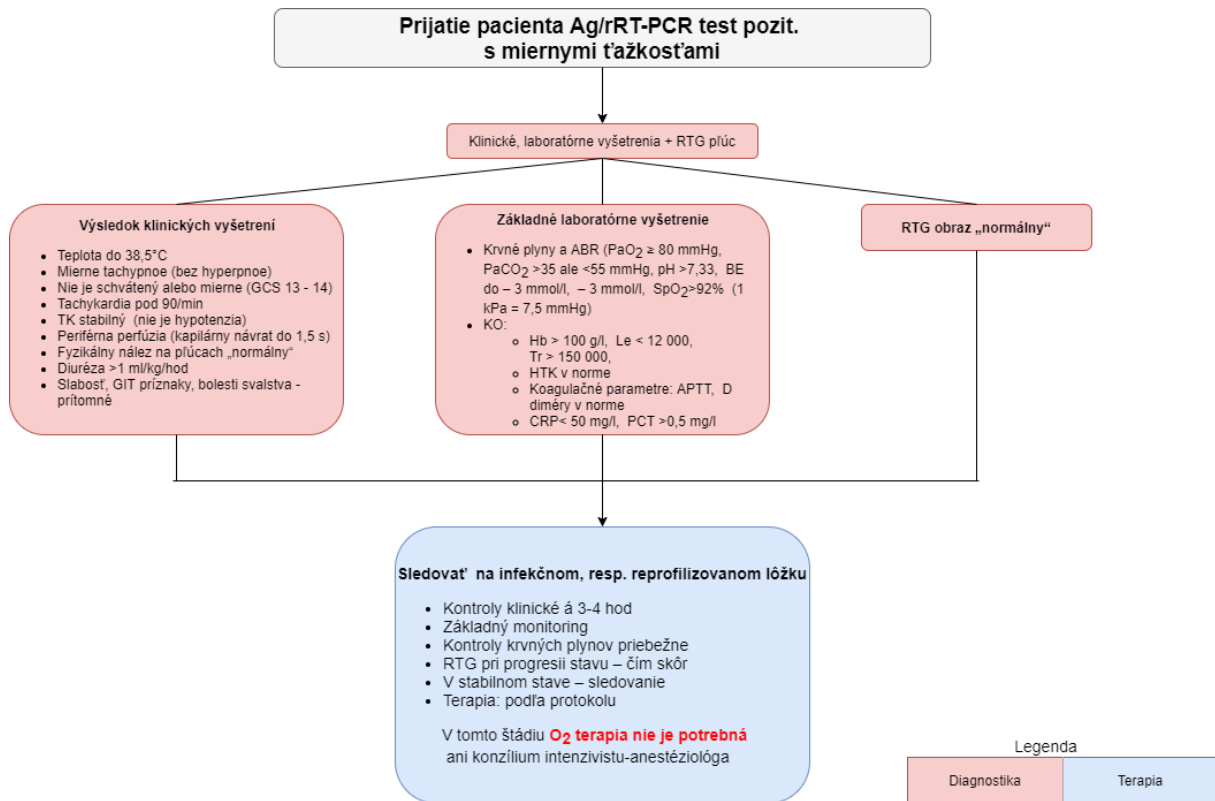 Prijatie pacienta Ag/rRT-PCR test pozit.
s miernymi ťažkosťami
Klinické, laboratórne vyšetrenia + RTG pľúc
Výsledok klinických vyšetrení
• Teplota do 38,5°C
• Mierne tachypnoe (bez hyperpnoe)
• Nie je schvátený alebo mierne (GCS 13 - 14)
• Tachykardia pod 90/min
• TK stabilný (nie je hypotenzia)
• Periférna perfúzia (kapilárny návrat do 1,5 s)
• Fyzikálny nález na pľúcach „normálny“
• Diuréza >1 ml/kg/hod
• Slabosť, GIT príznaky, bolesti svalstva -
prítomné
Základné laboratórne vyšetrenie
• Krvné plyny a ABR (PaO2 ≥ 80 mmHg,
PaCO2 >35 ale <55 mmHg, pH >7,33, BE
do – 3 mmol/l, – 3 mmol/l, SpO2>92% (1
kPa = 7,5 mmHg)
• KO:
o Hb > 100 g/l, Le < 12 000,
Tr > 150 000,
o HTK v norme
o Koagulačné parametre: APTT, D
diméry v norme
o CRP< 50 mg/l, PCT >0,5 mg/l
RTG obraz „normálny“
Sledovať na infekčnom, resp. reprofilizovanom lôžku
• Kontroly klinické á 3-4 hod
• Základný monitoring
• Kontroly krvných plynov priebežne
• RTG pri progresii stavu – čím skôr
• V stabilnom stave – sledovanie
• Terapia: podľa protokolu
V tomto štádiu O2 terapia nie je potrebná
ani konzílium intenzivistu-anestéziológa
Legenda
Diagnostika
Terapia